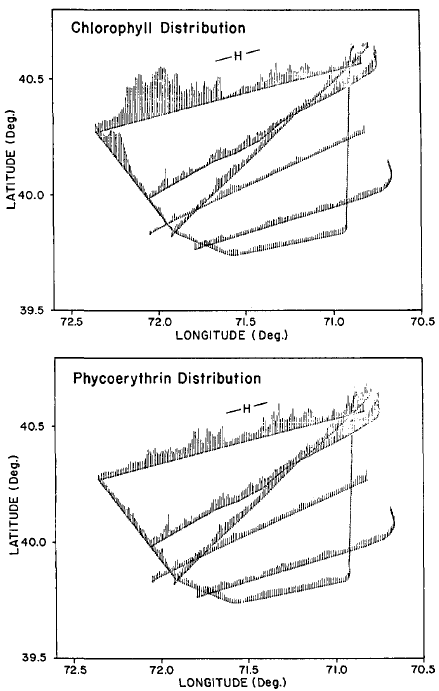 Chlorophyll Distribution
H
40.5
40.0
39.5
LATITUDE (Deg.)
72.5 72.0 71.5 71.0 70.5
LONGITUDE (Deg.)
Phycoerythrin Distribution
H
40.5
40.0
39.5
LATITUDE (Deg.)
72.5 72.0 71.5 71.0 70.5
LONGITUDE (Deg.)